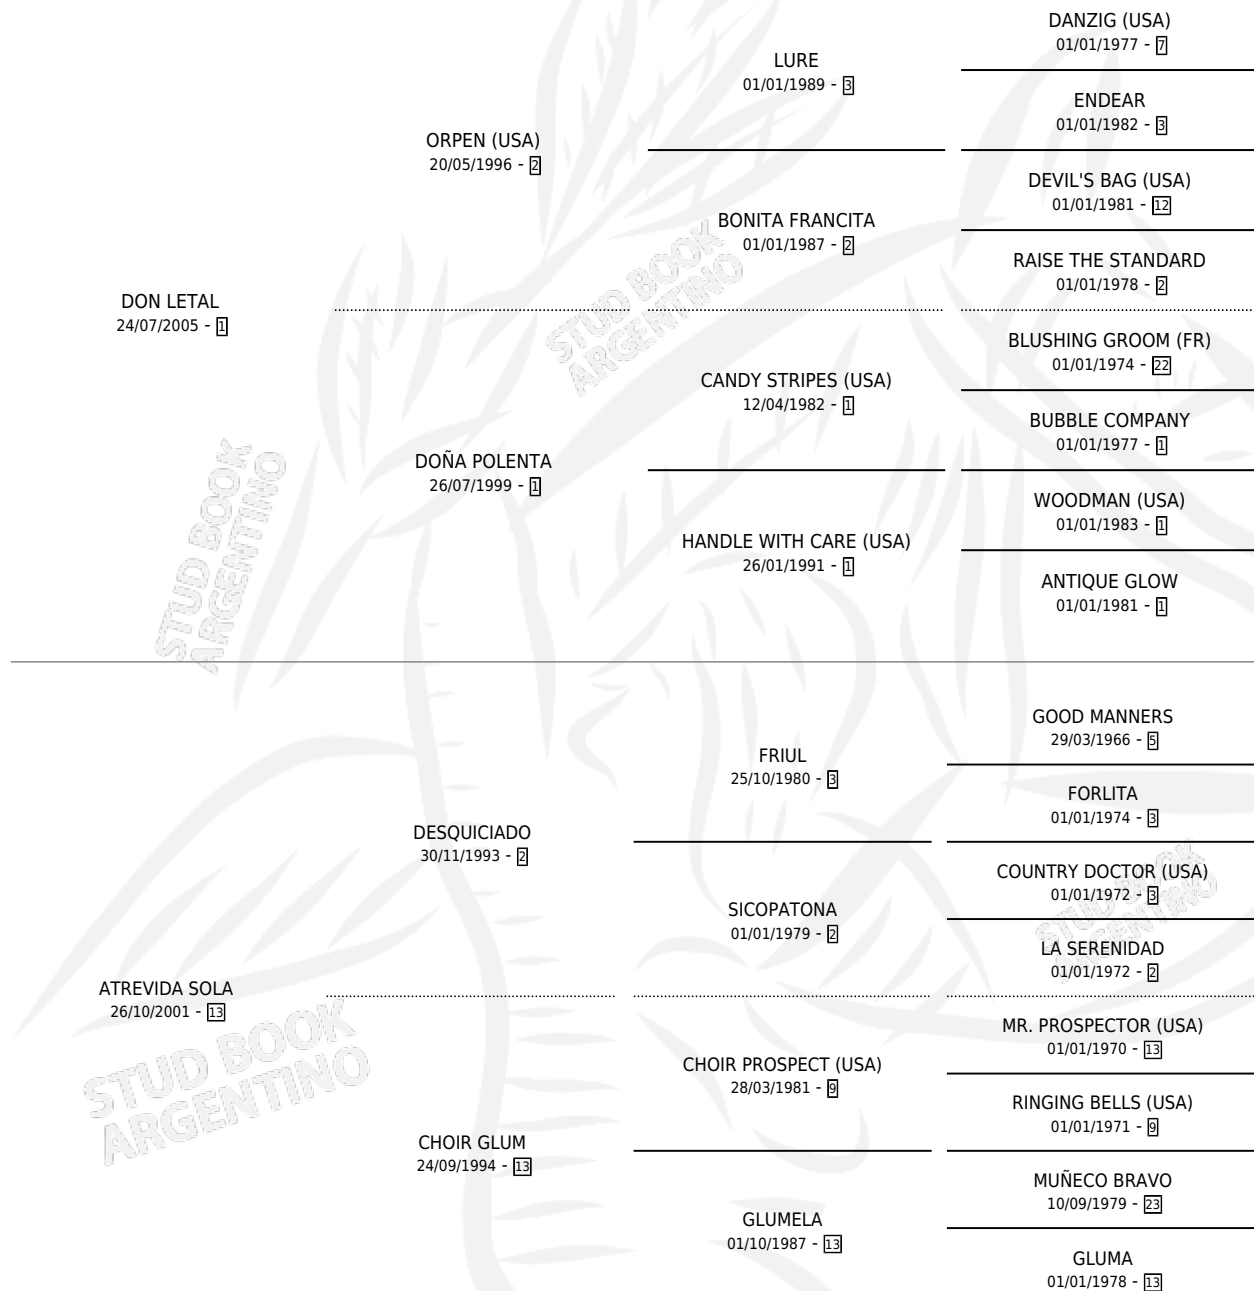 DANZIG (USA)
01/01/1977 - 7
LURE
01/01/1989 - 3
ENDEAR
01/01/1982 - 3
ORPEN (USA)
20/05/1996 - 2
DEVIL'S BAG (USA)
01/01/1981 - 12
BONITA FRANCITA
01/01/1987 - 2
RAISE THE STANDARD
01/01/1978 - 2
DON LETAL
24/07/2005 - 1
STUD BOOK
ARGENTINO
BLUSHING GROOM (FR)
01/01/1974 - 22
CANDY STRIPES (USA)
12/04/1982 - 1
BUBBLE COMPANY
01/01/1977 - 1
DOÑA POLENTA
26/07/1999 - 1
WOODMAN (USA)
01/01/1983 - 1
HANDLE WITH CARE (USA)
26/01/1991 - 1
ANTIQUE GLOW
01/01/1981 - 1
STUD BOOK
ARGENTINO
GOOD MANNERS
29/03/1966 - 5
FRIUL
25/10/1980 - 3
FORLITA
01/01/1974 - 3
DESQUICIADO
30/11/1993 - 2
COUNTRY DOCTOR (USA)
01/01/1972 - 3
SICOPATONA
01/01/1979 - 2
STUD BOOK
ARGENTINO
LA SERENIDAD
01/01/1972 - 2
ATREVIDA SOLA
26/10/2001 - 13
MR. PROSPECTOR (USA)
01/01/1970 - 13
CHOIR PROSPECT (USA)
28/03/1981 - 9
STUD BOOK
ARGENTINO
RINGING BELLS (USA)
01/01/1971 - 9
CHOIR GLUM
24/09/1994 - 13
MUÑECO BRAVO
10/09/1979 - 23
GLUMELA
01/10/1987 - 13
GLUMA
01/01/1978 - 13